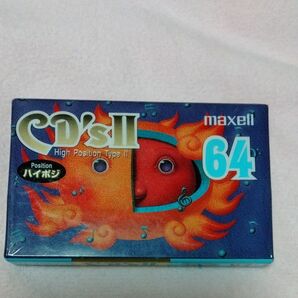 maxell
CD'sII
High Position Type II
64
Position
ハイポジ